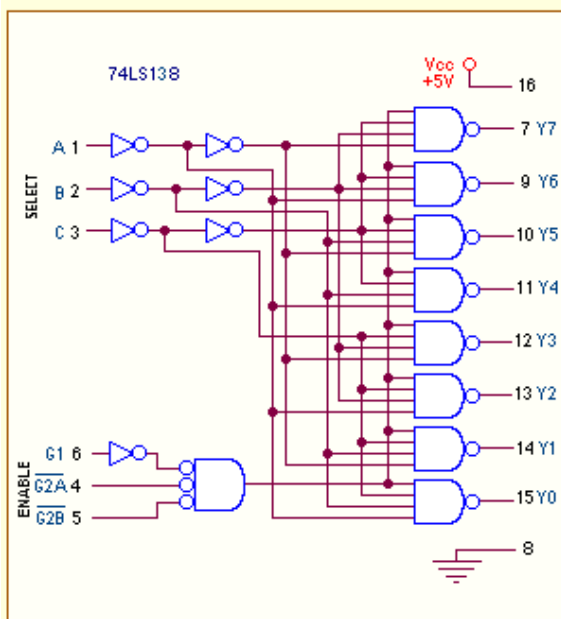 74LS138
Vcc
+5V
16
A 1
B 2
C 3
SELECT
7 Y7
9 Y6
10 Y5
11 Y4
12 Y3
13 Y2
14 Y1
15 Y0
ENABLE
G1 6
G2A 4
G2B 5
8